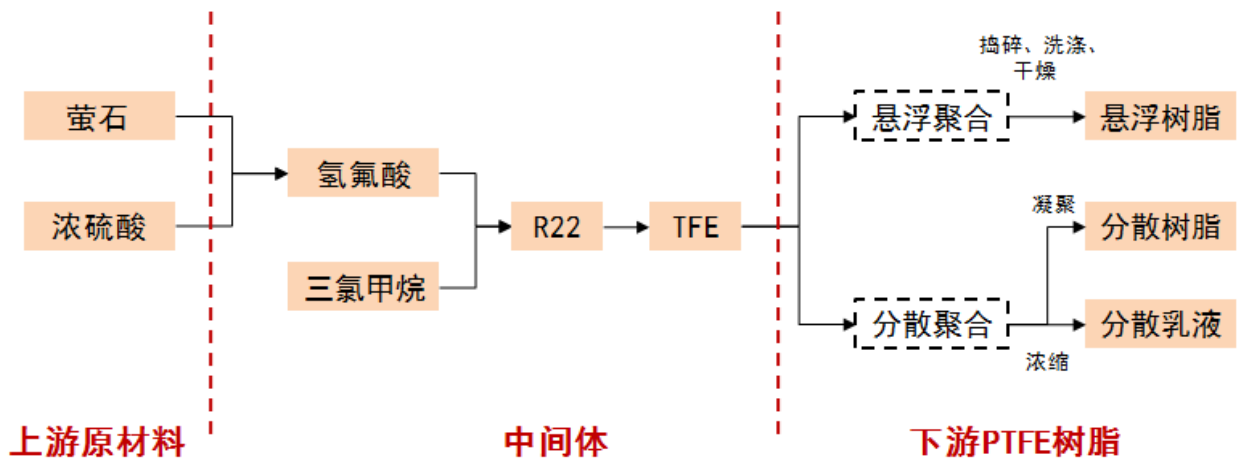 萤石
浓硫酸
氢氟酸
三氯甲烷
R22
TFE
悬浮聚合
捣碎、洗涤、
干燥
悬浮树脂
分散聚合
凝聚
分散树脂
浓缩
分散乳液
上游原材料
中间体
下游PTFE树脂